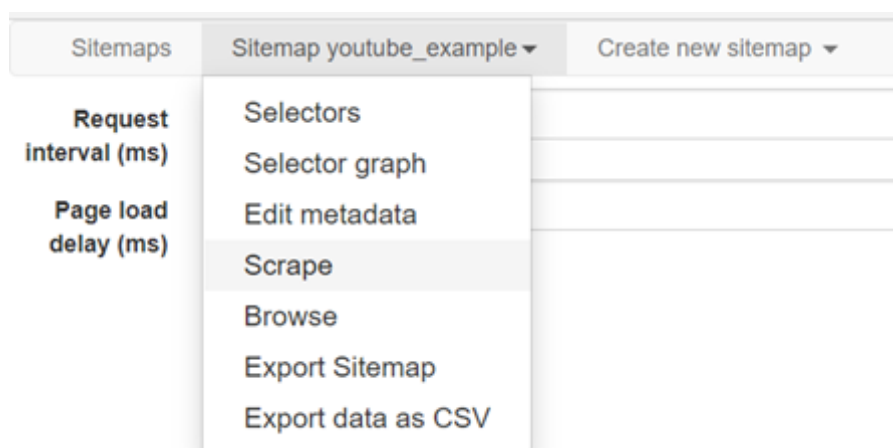 Sitemaps Sitemap youtube_example Create new sitemap
Request
interval (ms)
Page load
delay (ms)
Selectors
Selector graph
Edit metadata
Scrape
Browse
Export Sitemap
Export data as CSV